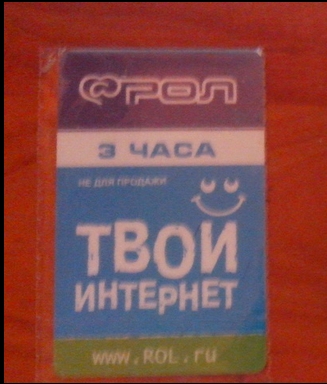 @РОЛ
3 ЧАСА
НЕ ДЛЯ ПРОДАЖИ
ТВОЙ
ИНТЕРНЕТ
www.ROL.ru